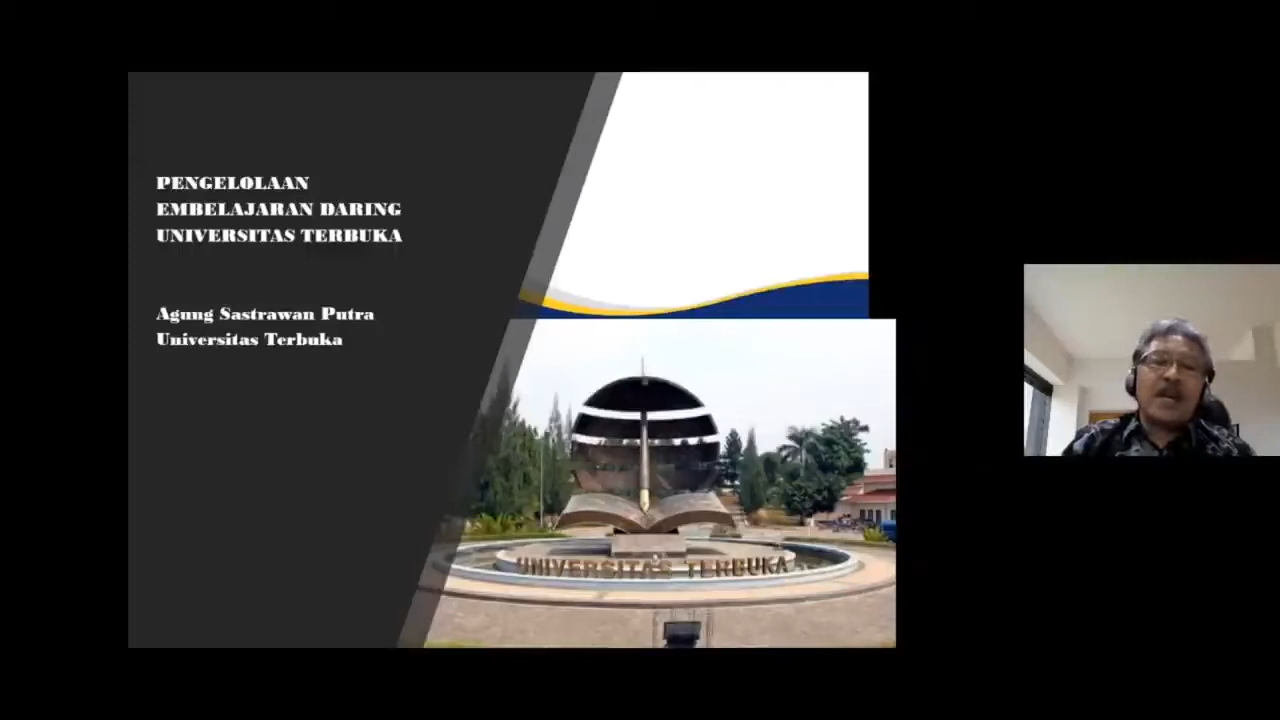 PENGELOLAAN
EMBELAJARAN DARING
UNIVERSITAS TERBUKA
Agung Sastrawan Putra
Universitas Terbuka
UNIVERSITAS TERBUKA